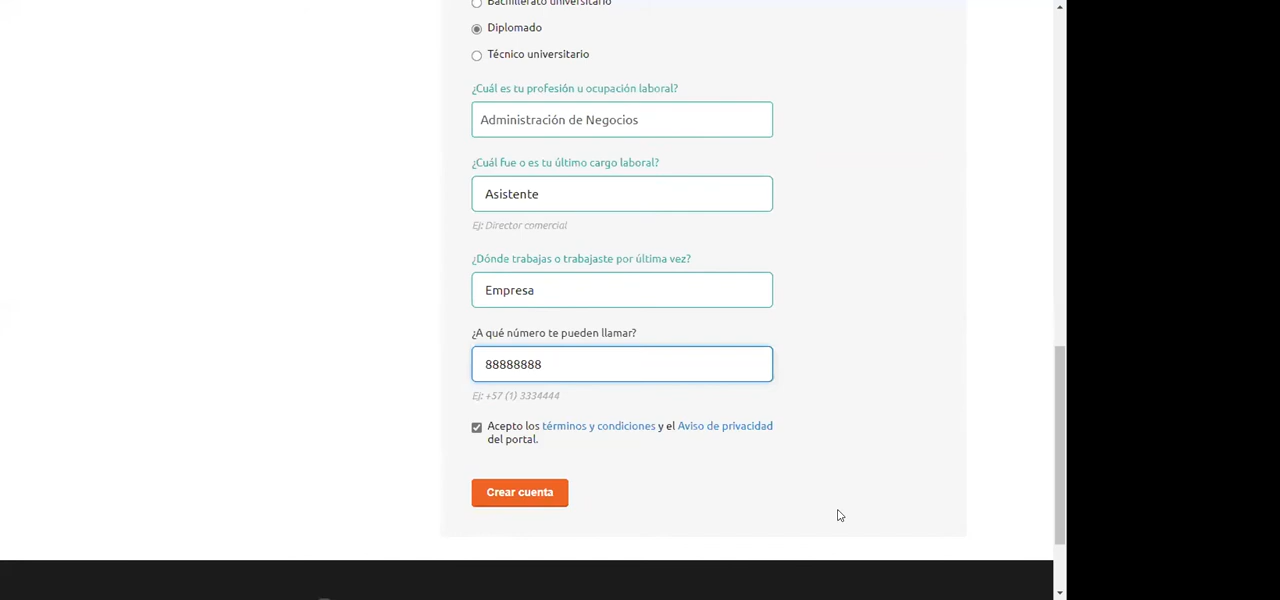 Bachillerato universitario
Diplomado
Técnico universitario
¿Cuál es tu profesión u ocupación laboral?
Administración de Negocios
¿Cuál fue o es tu último cargo laboral?
Asistente
Ej: Director comercial
¿Dónde trabajas o trabajaste por última vez?
Empresa
¿A qué número te pueden llamar?
88888888
Ej: +57 (1) 3334444
Acepto los términos y condiciones y el Aviso de privacidad
del portal.
Crear cuenta